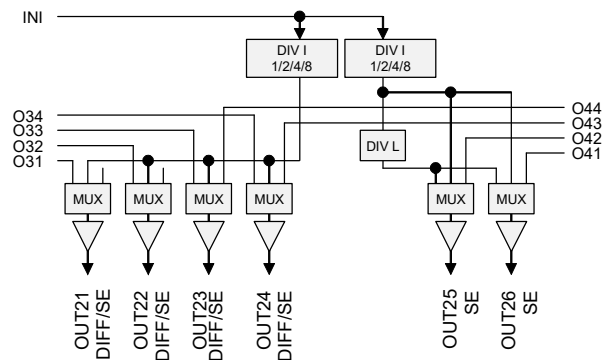 INI
DIV I
1/2/4/8
DIV I
1/2/4/8
O34
O33
O32
O31
O44
O43
O42
O41
DIV L
MUX
MUX
MUX
MUX
MUX
MUX
OUT21
DIFF/SE
OUT22
DIFF/SE
OUT23
DIFF/SE
OUT24
DIFF/SE
OUT25
SE
OUT26
SE